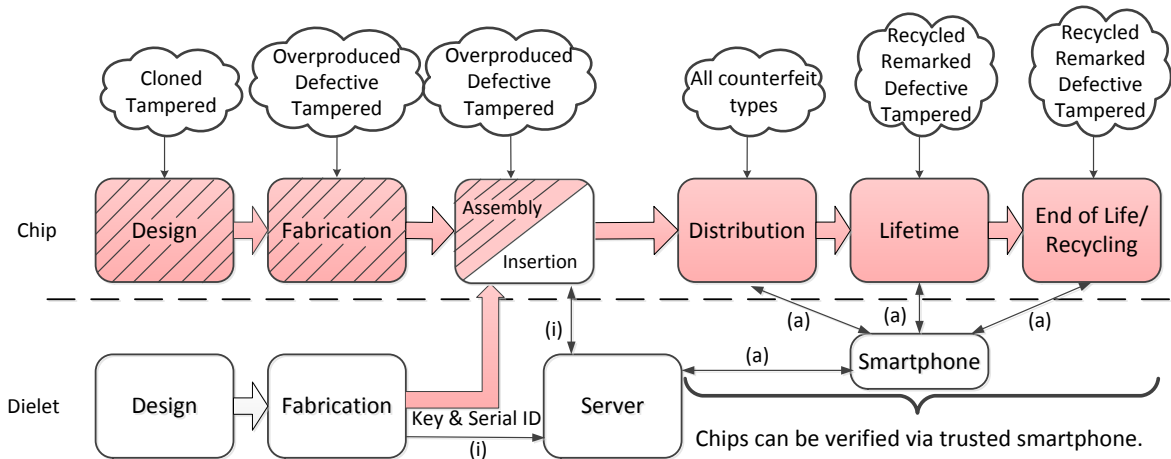 Cloned
Tampered
Overproduced
Defective
Tampered
Overproduced
Defective
Tampered
All counterfeit
types
Recycled
Remarked
Defective
Tampered
Recycled
Remarked
Defective
Tampered
Chip
Design
Fabrication
Assembly
Insertion
Distribution
Lifetime
End of Life/
Recycling
(i)
(a)
(a)
(a)
Dielet
Design
Fabrication
Key & Serial ID
(i)
Server
(a)
Smartphone
Chips can be verified via trusted smartphone.